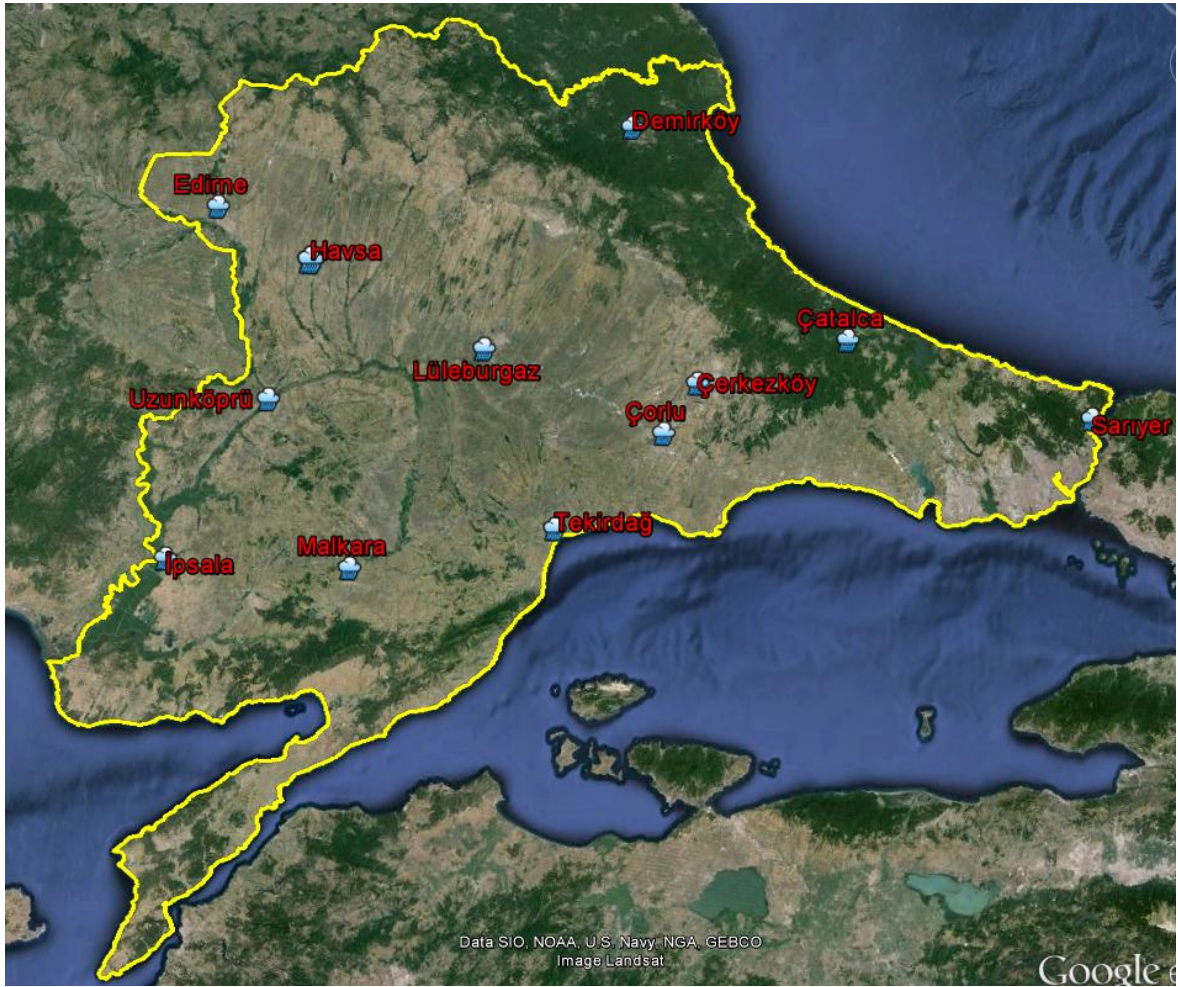 Demirköy
Edirne
Havsa
Çatalca
Lüleburgaz
Çerkezköy
Uzunköprü
Çorlu
Sarıyer
Tekirdağ
Malkara
İpsala
Data SIO, NOAA, U.S. Navy, NGA, GEBCO
Image Landsat
Google e